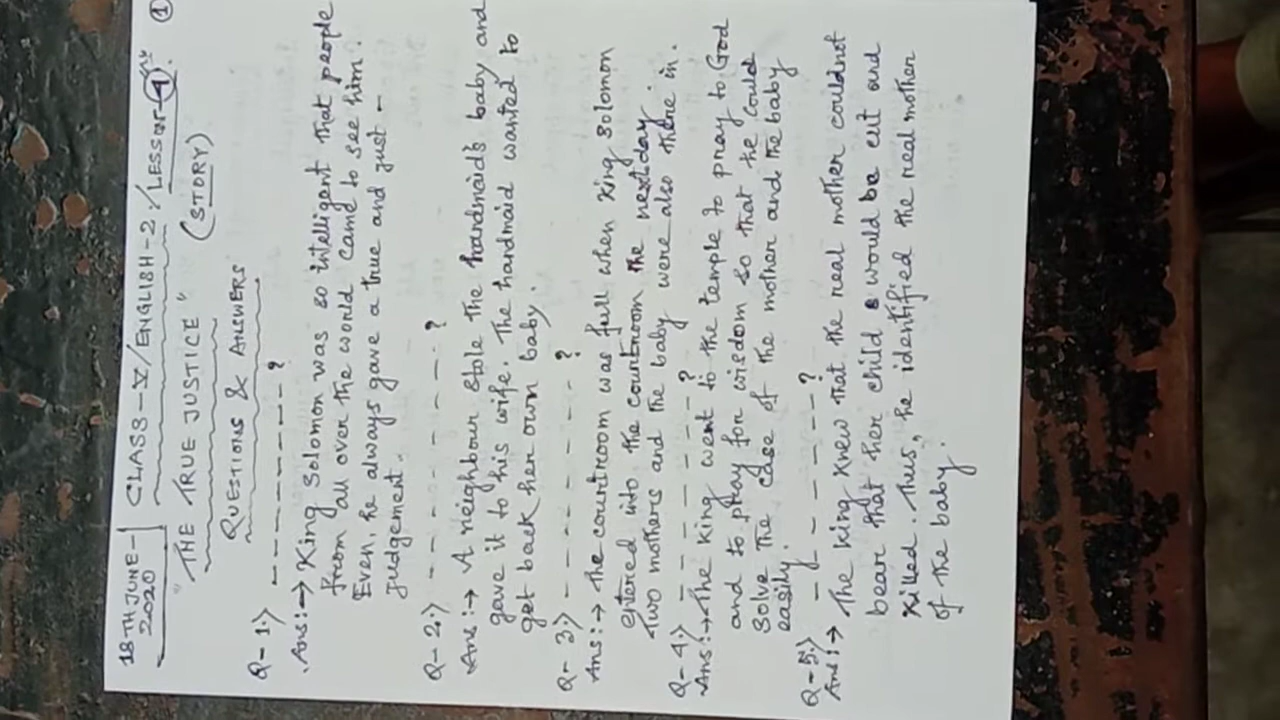 18TH JUNE-2020 CLASS-V/ENGLISH-2/LESSON-1 1
"THE TRUE JUSTICE" (STORY)
QUESTIONS & ANSWERS
Q-1:) - - - - - - - - ?
Ans:→ King Solomon was so intelligent that people
from all over the world came to see him.
Even, he always gave a true and just -
judgement.
Q-2:) - - - - - - - - ?
Ans:→ A neighbour stole the handmaid's baby and
gave it to his wife. The handmaid wanted to
get back her own baby.
Q-3:) - - - - - - - ?
Ans:→ The courtroom was full when King Solomon
entered into the courtroom the next day.
Two mothers and the baby were also there in.
Q-4:) - - - - - - - ?
Ans:→ The King went to the temple to pray to God
and to pray for wisdom so that he could
solve the case of the mother and the baby
easily.
Q-5:) - - - - - - - ?
Ans:→ The King knew that the real mother couldnot
bear that her child would be cut and
killed. Thus, he identified the real mother
of the baby.